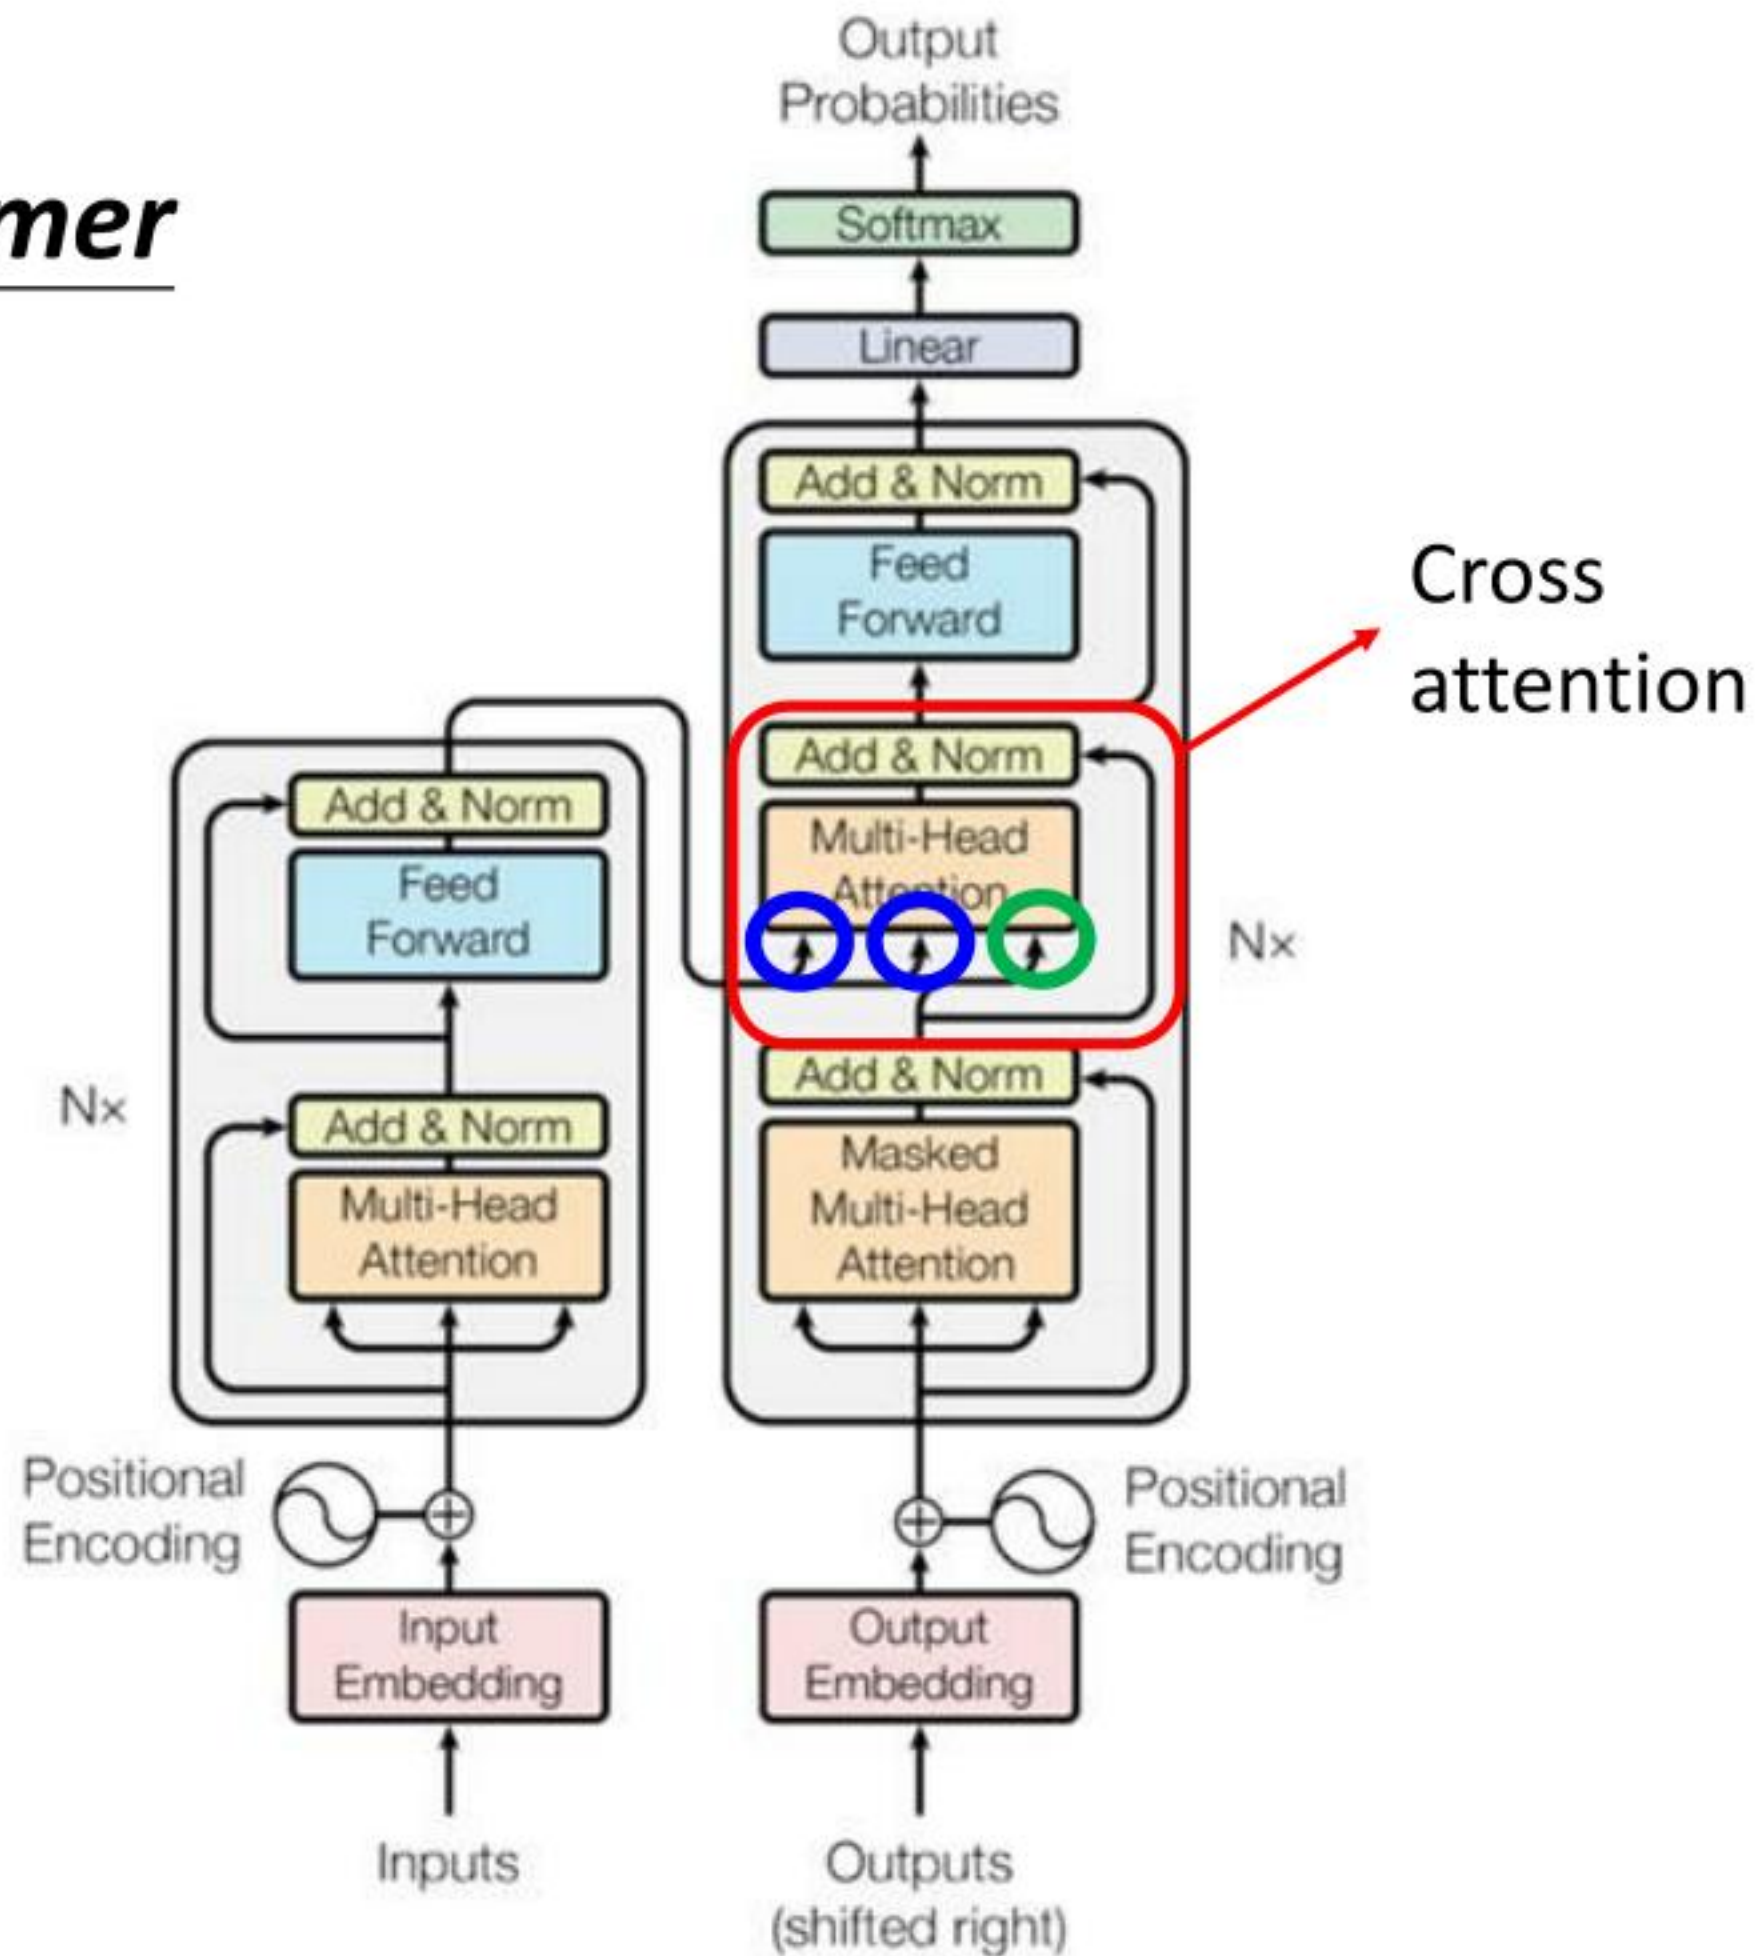 mer
Output
Probabilities
Softmax
Linear
Add & Norm
Feed
Forward
Cross
attention
Add & Norm
Multi-Head
Attention
Nx
Add & Norm
Masked
Multi-Head
Attention
Add & Norm
Feed
Forward
Nx
Add & Norm
Multi-Head
Attention
Positional
Encoding
Positional
Encoding
Input
Embedding
Output
Embedding
Inputs
Outputs
(shifted right)